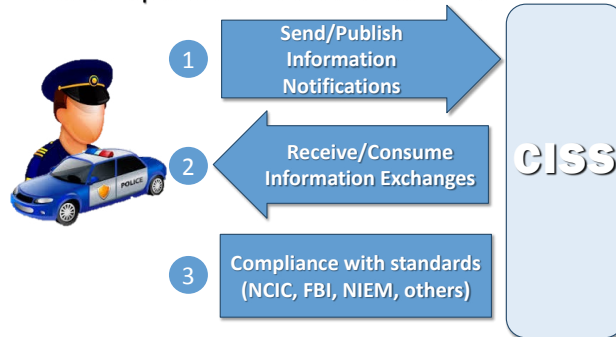 1
Send/Publish
Information
Notifications
2
POLICE
Receive/Consume
Information Exchanges
CISS
3
Compliance with standards
(NCIC, FBI, NIEM, others)